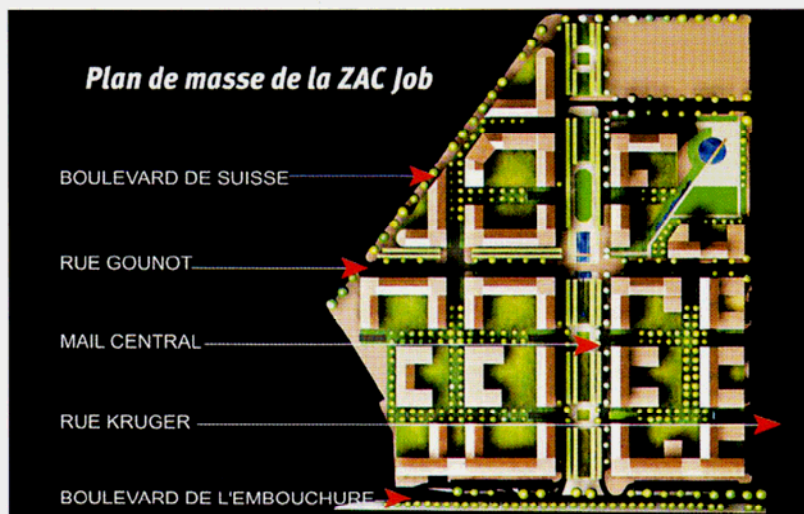 Plan de masse de la ZAC Job
BOULEVARD DE SUISSE
RUE GOUNOT
MAIL CENTRAL
RUE KRUGER
BOULEVARD DE L'EMBOUCHURE